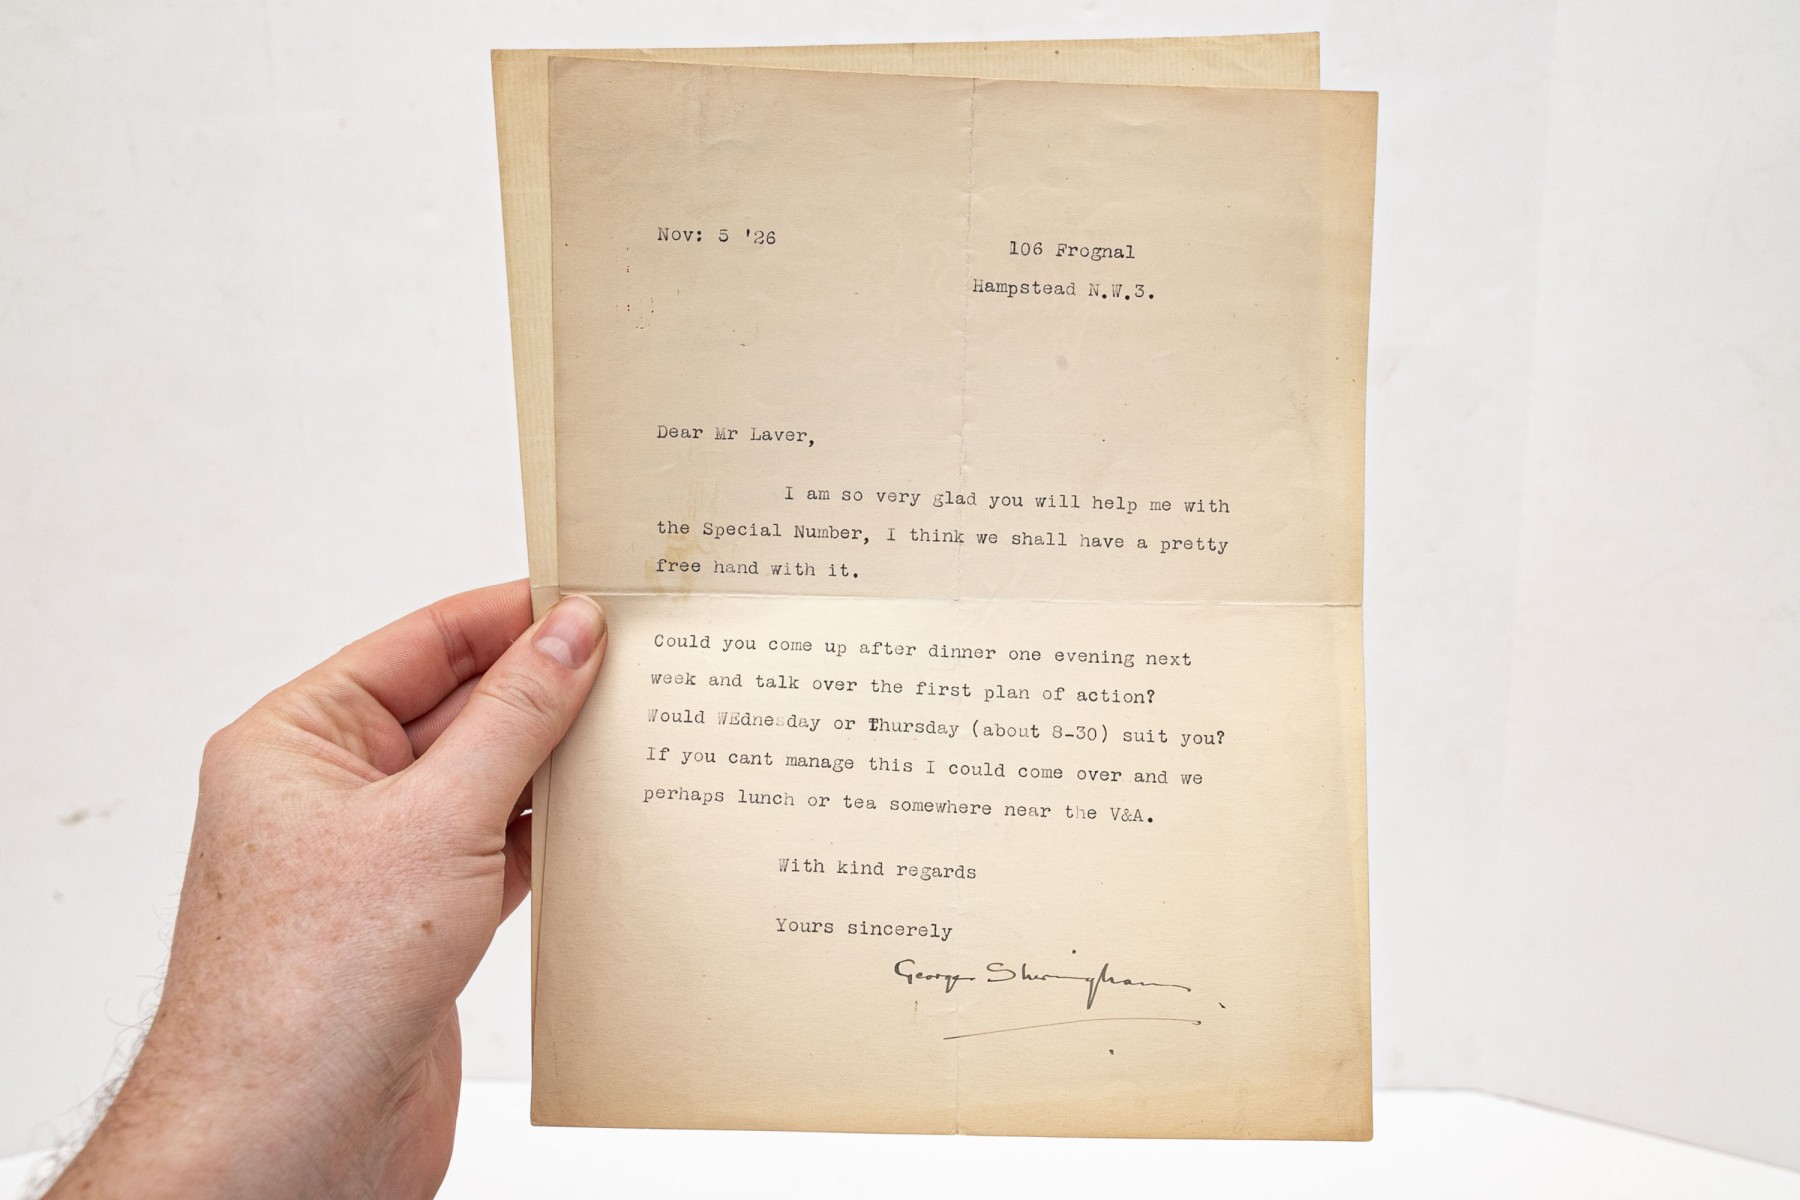 Nov: 5 '26
106 Frognal
Hampstead N.W.3.
Dear Mr Laver,
I am so very glad you will help me with
the Special Number, I think we shall have a pretty
free hand with it.
Could you come up after dinner one evening next
week and talk over the first plan of action?
Would WEdnesday or Thursday (about 8-30) suit you?
If you cant manage this I could come over and we
perhaps lunch or tea somewhere near the V&A.
With kind regards
Yours sincerely
George Sheringham